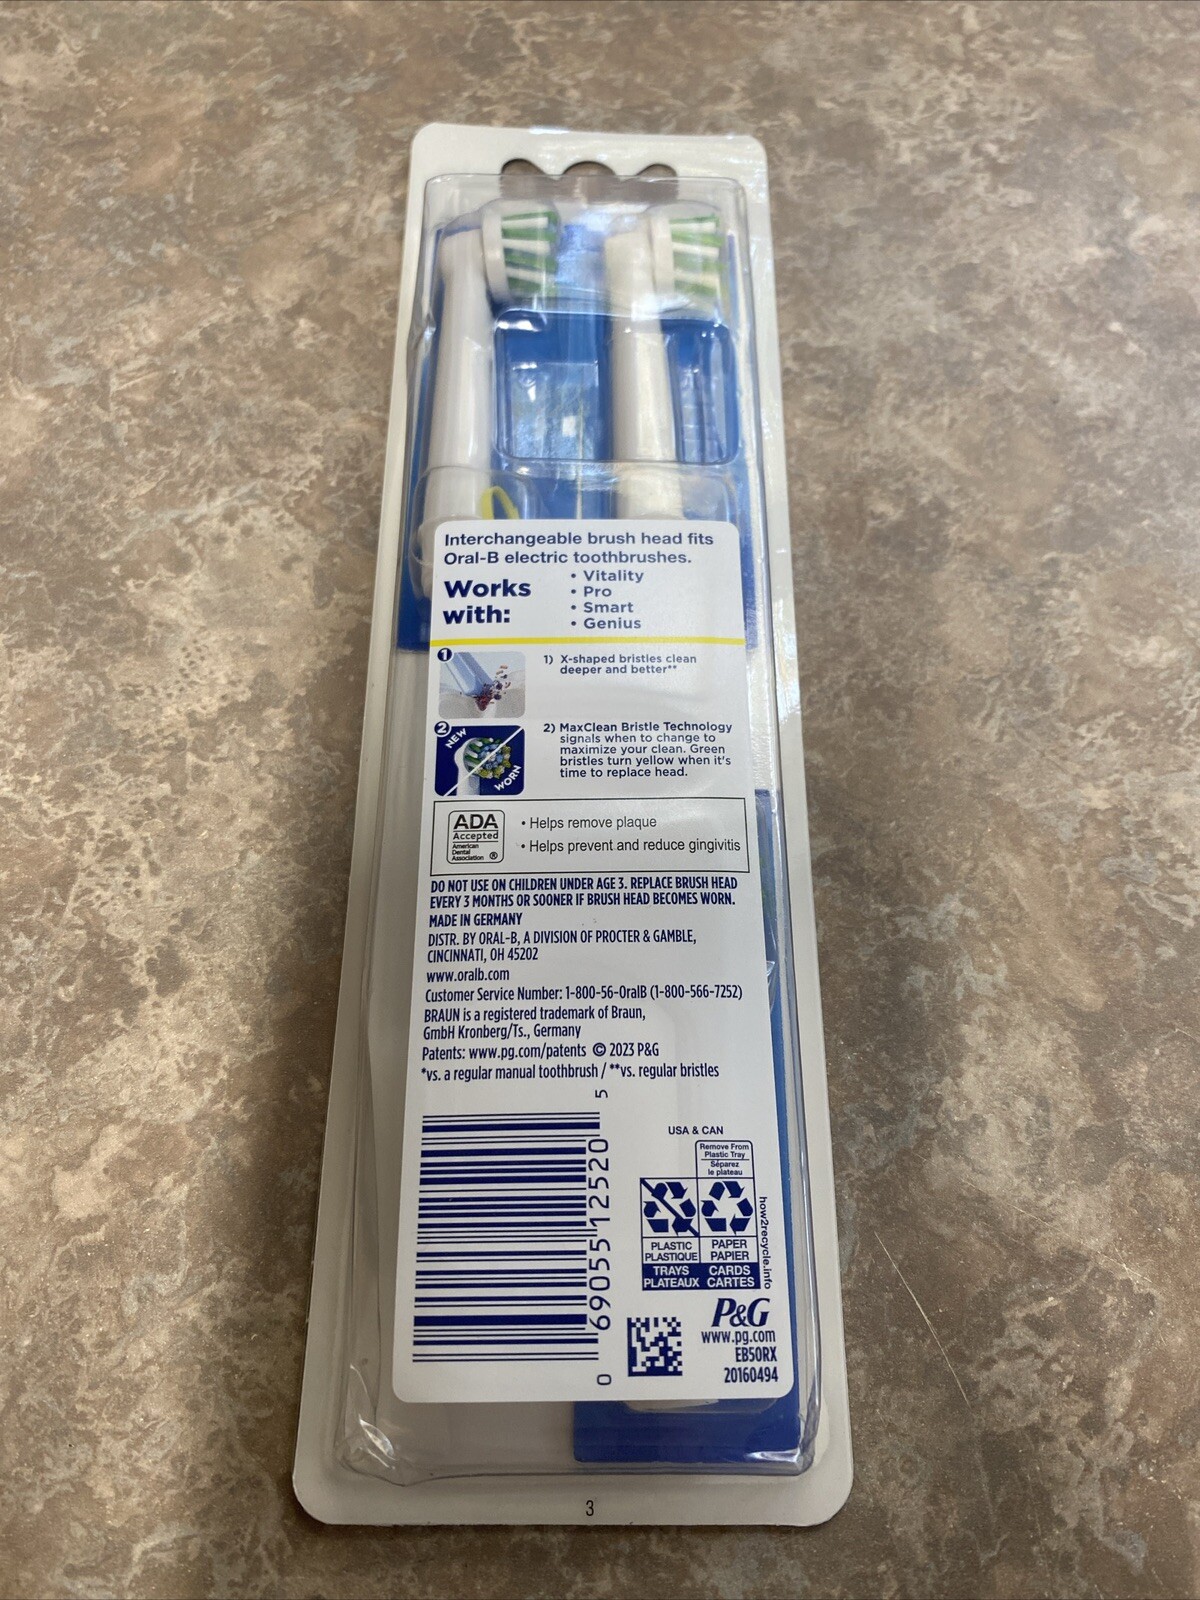 Interchangeable brush head fits
Oral-B electric toothbrushes.
Works
with:
• Vitality
• Pro
• Smart
• Genius
1
1) X-shaped bristles clean
deeper and better**
2
NEW
WORN
2) MaxClean Bristle Technology
signals when to change to
maximize your clean. Green
bristles turn yellow when it's
time to replace head.
ADA
Accepted
American
Dental
Association ®
• Helps remove plaque
• Helps prevent and reduce gingivitis
DO NOT USE ON CHILDREN UNDER AGE 3. REPLACE BRUSH HEAD
EVERY 3 MONTHS OR SOONER IF BRUSH HEAD BECOMES WORN.
MADE IN GERMANY
DISTR. BY ORAL-B, A DIVISION OF PROCTER & GAMBLE,
CINCINNATI, OH 45202
www.oralb.com
Customer Service Number: 1-800-56-OralB (1-800-566-7252)
BRAUN is a registered trademark of Braun,
GmbH Kronberg/Ts., Germany
Patents: www.pg.com/patents © 2023 P&G
*vs. a regular manual toothbrush / **vs. regular bristles
0 69055 12520 5
USA & CAN
Remove From
Plastic Tray
Séparez
le plateau
PLASTIC
PLASTIQUE
PAPER
PAPIER
TRAYS
PLATEAUX
CARDS
CARTES
how2recycle.info
P&G
www.pg.com
EB50RX
20160494
3